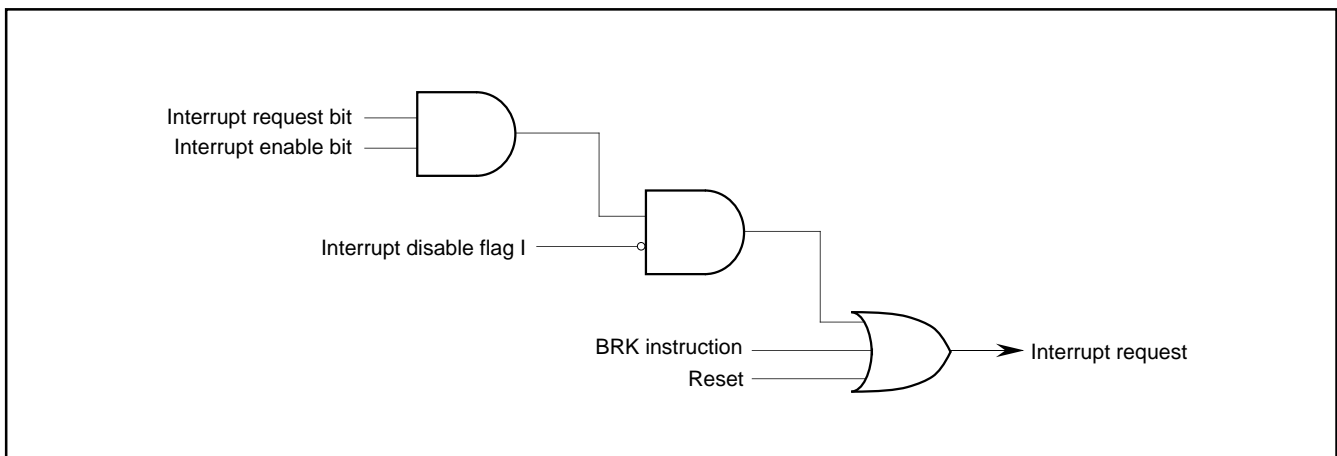 Interrupt request bit
Interrupt enable bit
Interrupt disable flag I
BRK instruction
Reset
Interrupt request